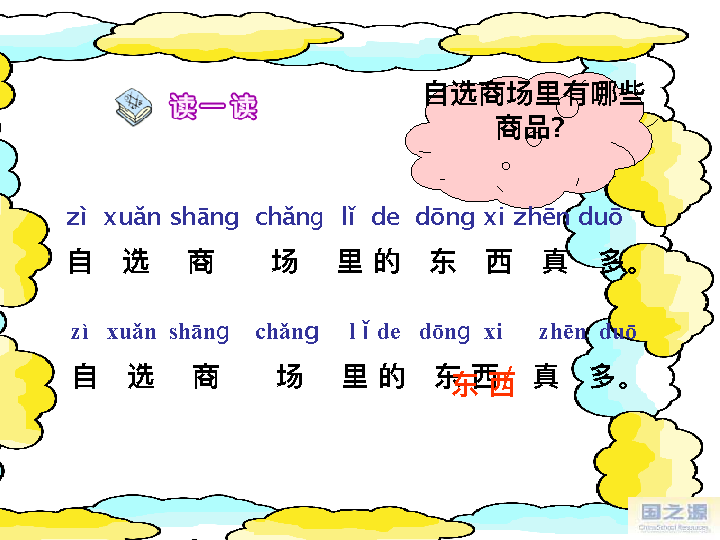 自选商场里有哪些
商品?
读一读
zì xuǎn shāng chǎng lǐ de dōng xi zhēn duō
自 选 商 场 里 的 东 西 真 多。
zì xuǎn shāng chǎng lǐ de dōng xi zhēn duō
自 选 商 场 里 的 东 西 真 多。
东 西
国之源
ChinaSchool Resources